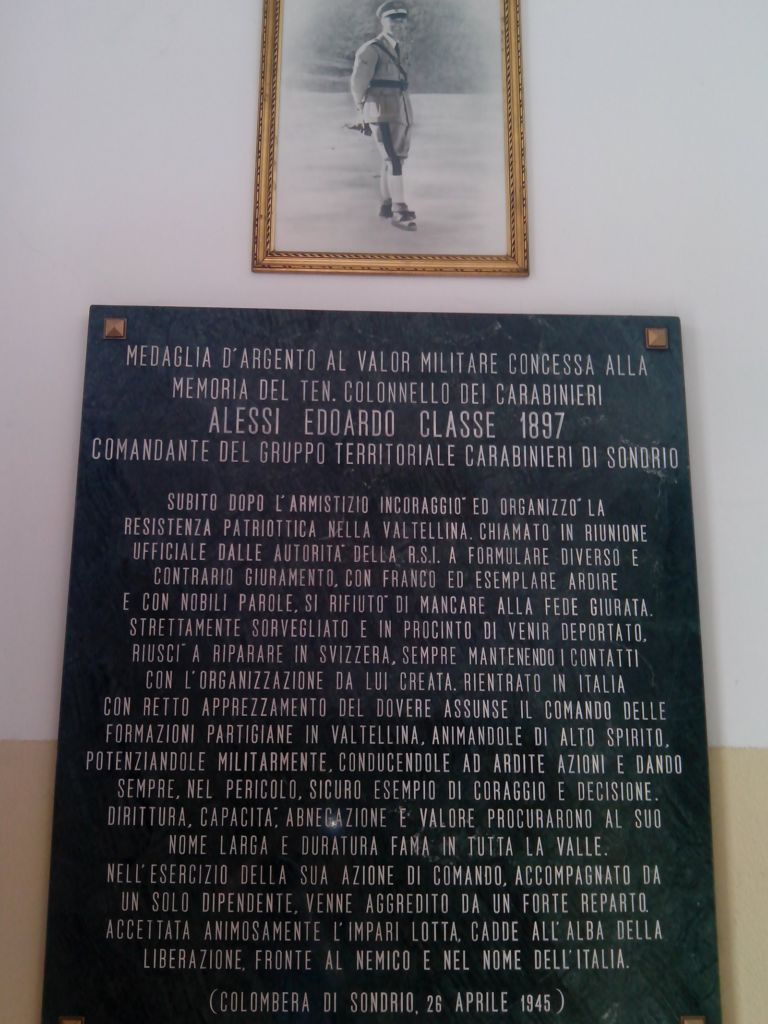 MEDAGLIA D'ARGENTO AL VALOR MILITARE CONCESSA ALLA
MEMORIA DEL TEN. COLONNELLO DEI CARABINIERI
ALESSI EDOARDO CLASSE 1897
COMANDANTE DEL GRUPPO TERRITORIALE CARABINIERI DI SONDRIO
SUBITO DOPO L'ARMISTIZIO INCORAGGIO' ED ORGANIZZO' LA
RESISTENZA PATRIOTTICA NELLA VALTELLINA. CHIAMATO IN RIUNIONE
UFFICIALE DALLE AUTORITA' DELLA R.S.I. A FORMULARE DIVERSO E
CONTRARIO GIURAMENTO, CON FRANCO ED ESEMPLARE ARDIRE
E CON NOBILI PAROLE, SI RIFIUTO' DI MANCARE ALLA FEDE GIURATA.
STRETTAMENTE SORVEGLIATO E IN PROCINTO DI VENIR DEPORTATO,
RIUSCI' A RIPARARE IN SVIZZERA, SEMPRE MANTENENDO I CONTATTI
CON L'ORGANIZZAZIONE DA LUI CREATA. RIENTRATO IN ITALIA
CON RETTO APPREZZAMENTO DEL DOVERE ASSUNSE IL COMANDO DELLE
FORMAZIONI PARTIGIANE IN VALTELLINA, ANIMANDOLE DI ALTO SPIRITO,
POTENZIANDOLE MILITARMENTE, CONDUCENDOLE AD ARDITE AZIONI E DANDO
SEMPRE, NEL PERICOLO, SICURO ESEMPIO DI CORAGGIO E DECISIONE.
DIRITTURA, CAPACITA', ABNEGAZIONE E VALORE PROCURARONO AL SUO
NOME LARGA E DURATURA FAMA IN TUTTA LA VALLE.
NELL'ESERCIZIO DELLA SUA AZIONE DI COMANDO, ACCOMPAGNATO DA
UN SOLO DIPENDENTE, VENNE AGGREDITO DA UN FORTE REPARTO.
ACCETTATA ANIMOSAMENTE L'IMPARI LOTTA, CADDE ALL'ALBA DELLA
LIBERAZIONE, FRONTE AL NEMICO E NEL NOME DELL'ITALIA.
(COLOMBERA DI SONDRIO, 26 APRILE 1945)